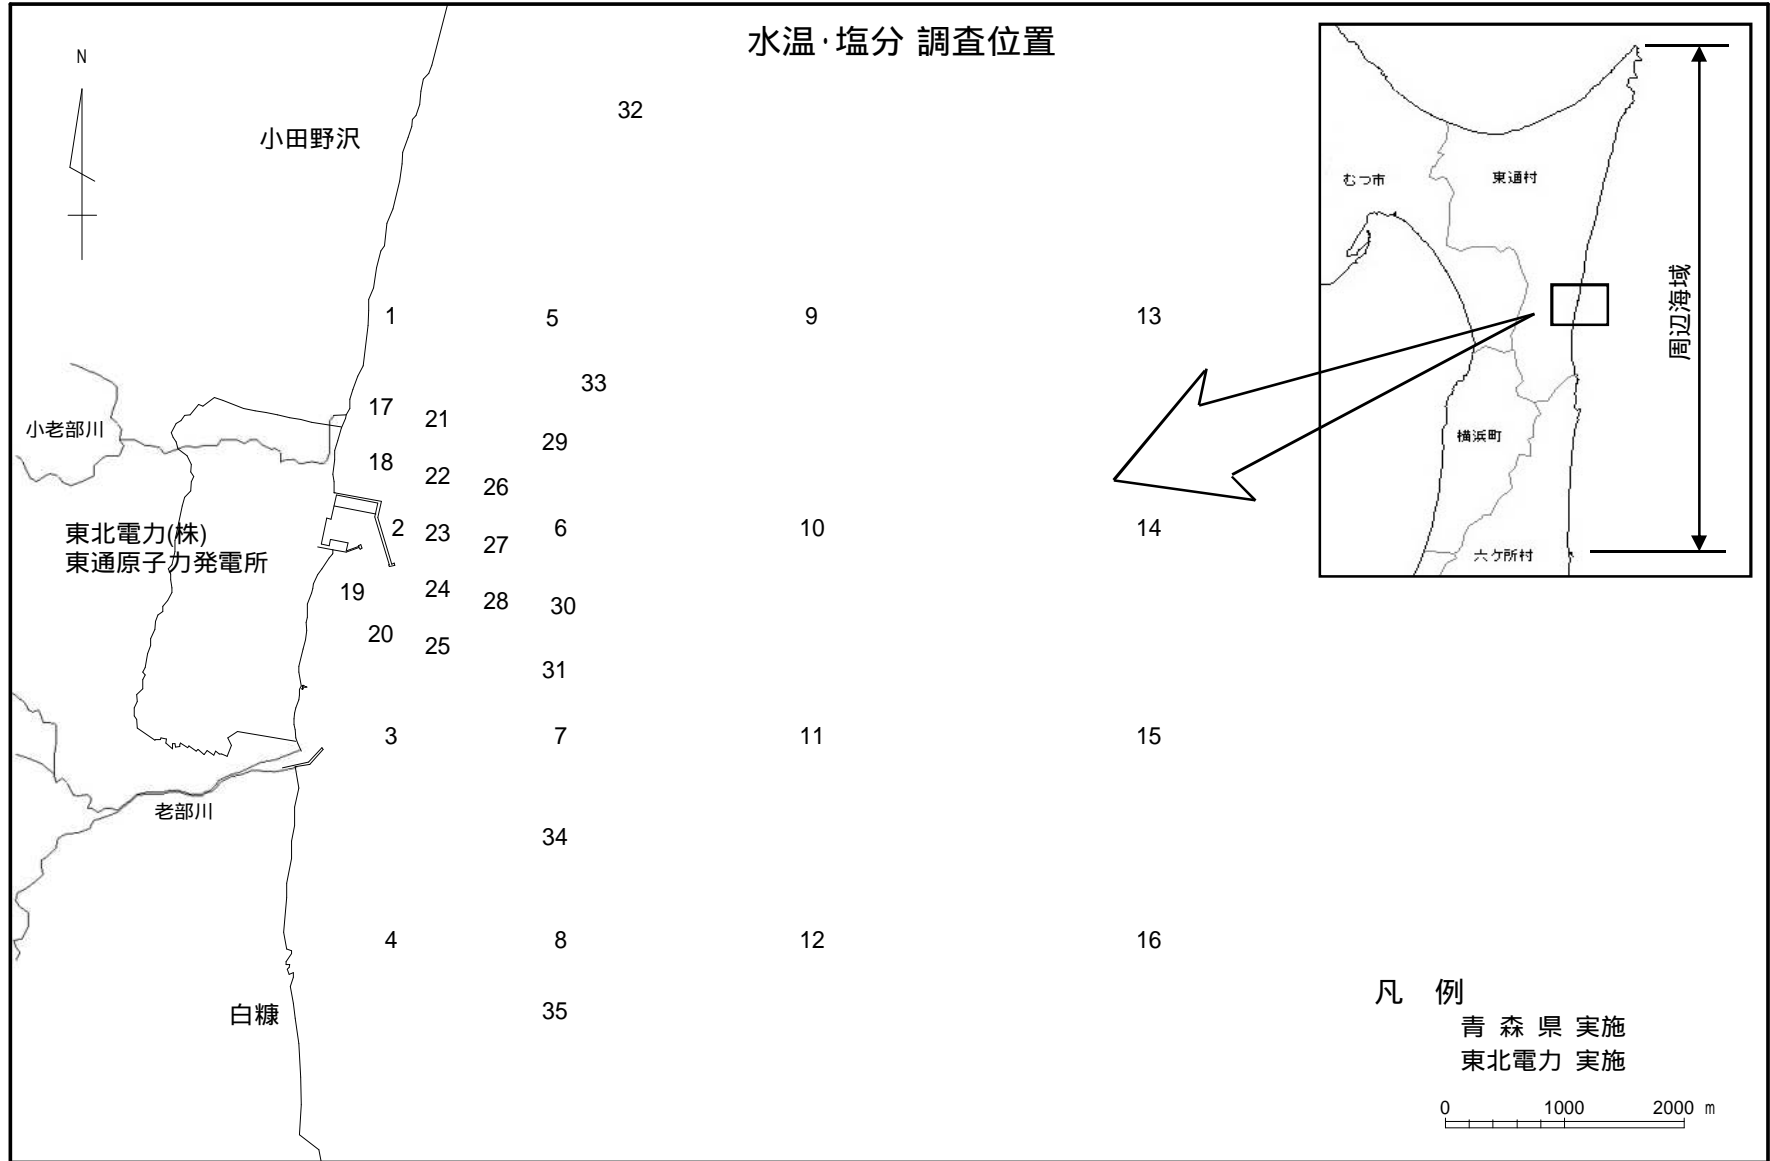 水温・塩分 調査位置
N
32
小田野沢
むつ市
東通村
周辺海域
1
5
9
13
33
17
21
小老部川
29
横浜町
18
22
26
東北電力(株)
東通原子力発電所
2
23
27
6
10
14
六ケ所村
19
24
28
30
20
25
31
3
7
11
15
老部川
34
4
8
12
16
白糠
35
凡 例
青 森 県 実施
東北電力 実施
0 1000 2000 m